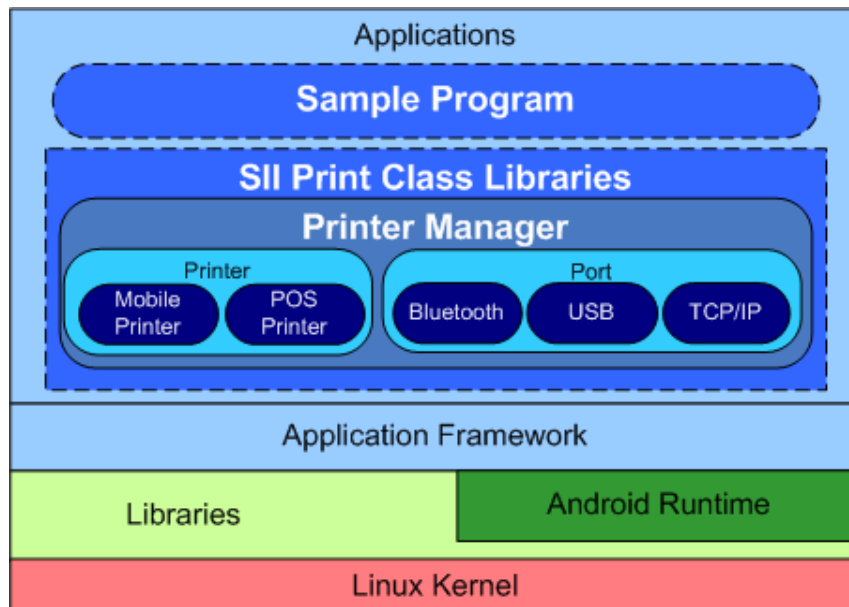 Applications
Sample Program
SII Print Class Libraries
Printer Manager
Printer
Mobile
Printer
POS
Printer
Port
Bluetooth
USB
TCP/IP
Application Framework
Libraries
Android Runtime
Linux Kernel